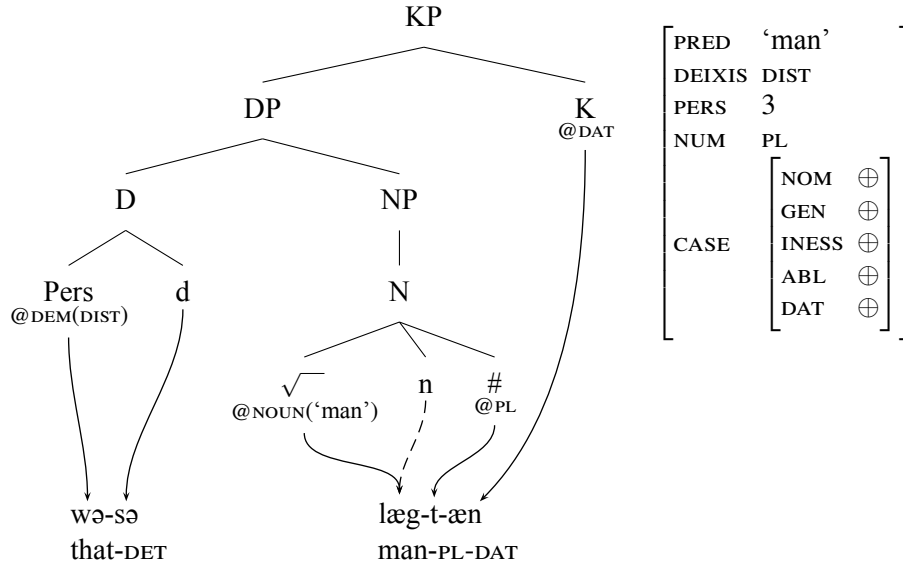 KP
DP K
@DAT
D NP
Pers d N
@DEM(DIST)
√ n #
@NOUN(‘man’) @PL
wə-sə læg-t-æn
that-DET man-PL-DAT
PRED ‘man’
DEIXIS DIST
PERS 3
NUM PL
CASE
NOM ⊕
GEN ⊕
INESS ⊕
ABL ⊕
DAT ⊕